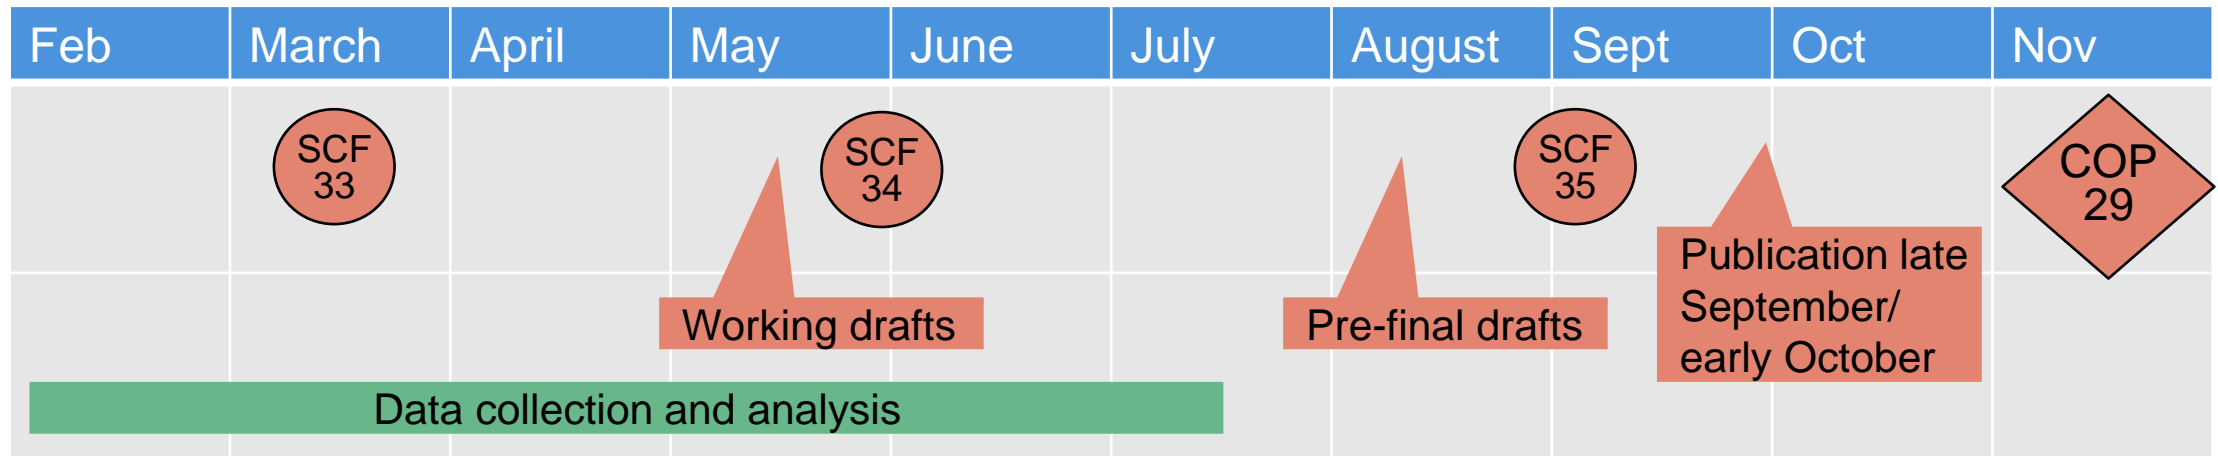 Feb March April May June July August Sept Oct Nov
SCF
33
SCF
34
SCF
35
COP
29
Working drafts
Pre-final drafts
Publication late
September/
early October
Data collection and analysis